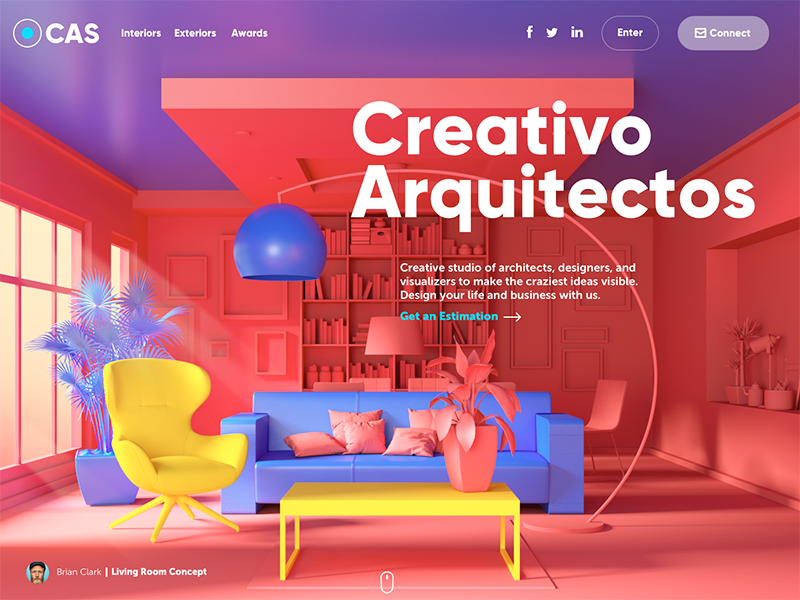 CAS
Interiors Exteriors Awards
Enter
Connect
Creativo
Arquitectos
Creative studio of architects, designers, and
visualizers to make the craziest ideas visible.
Design your life and business with us.
Get an Estimation
Brian Clark | Living Room Concept